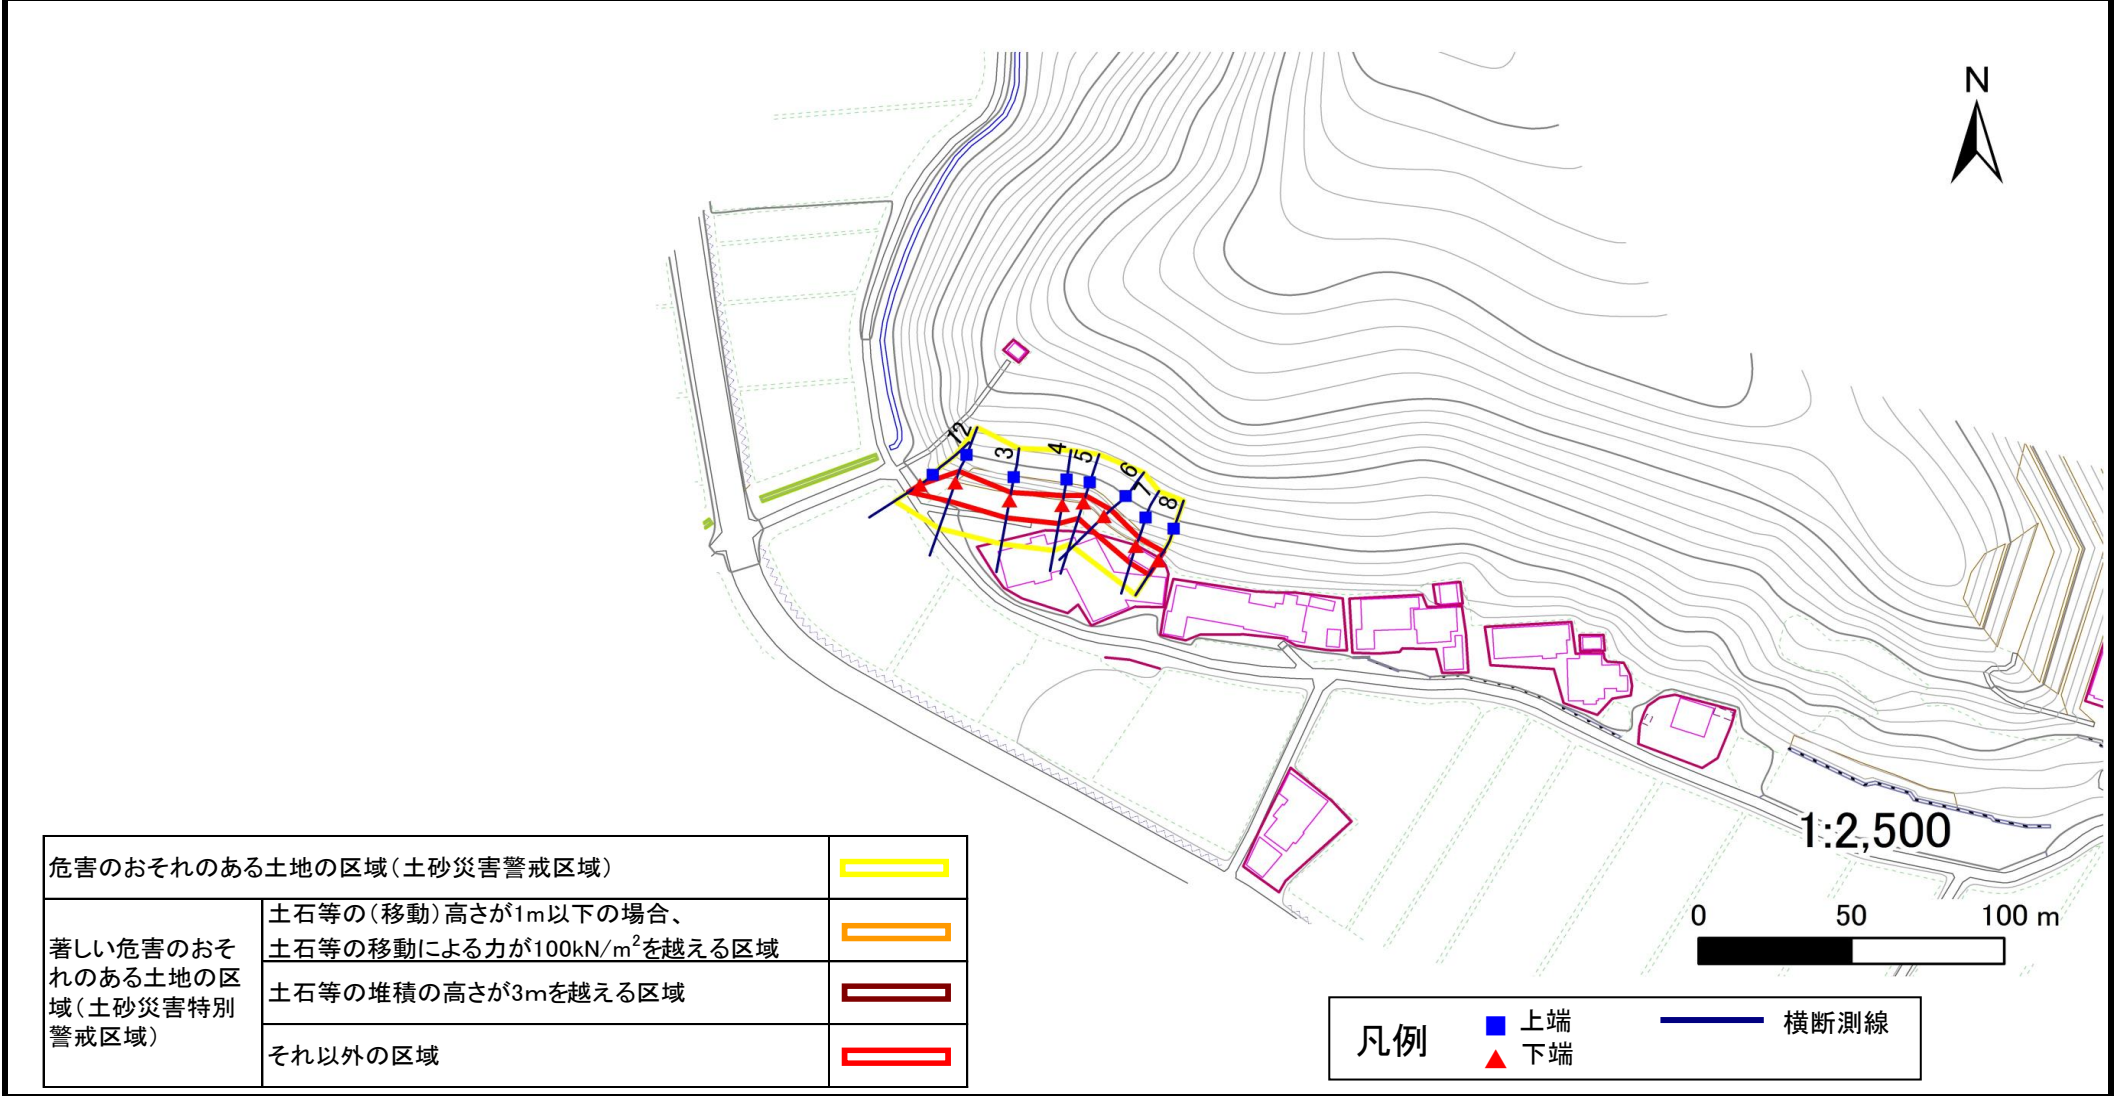 N
12
3
4
5
6
7
8
1:2,500
0 50 100 m
危害のおそれのある土地の区域（土砂災害警戒区域）
著しい危害のおそ
れのある土地の区
域（土砂災害特別
警戒区域）
土石等の（移動）高さが1m以下の場合、
土石等の移動による力が100kN/m²を越える区域
土石等の堆積の高さが3mを越える区域
それ以外の区域
凡例
上端
下端
横断測線